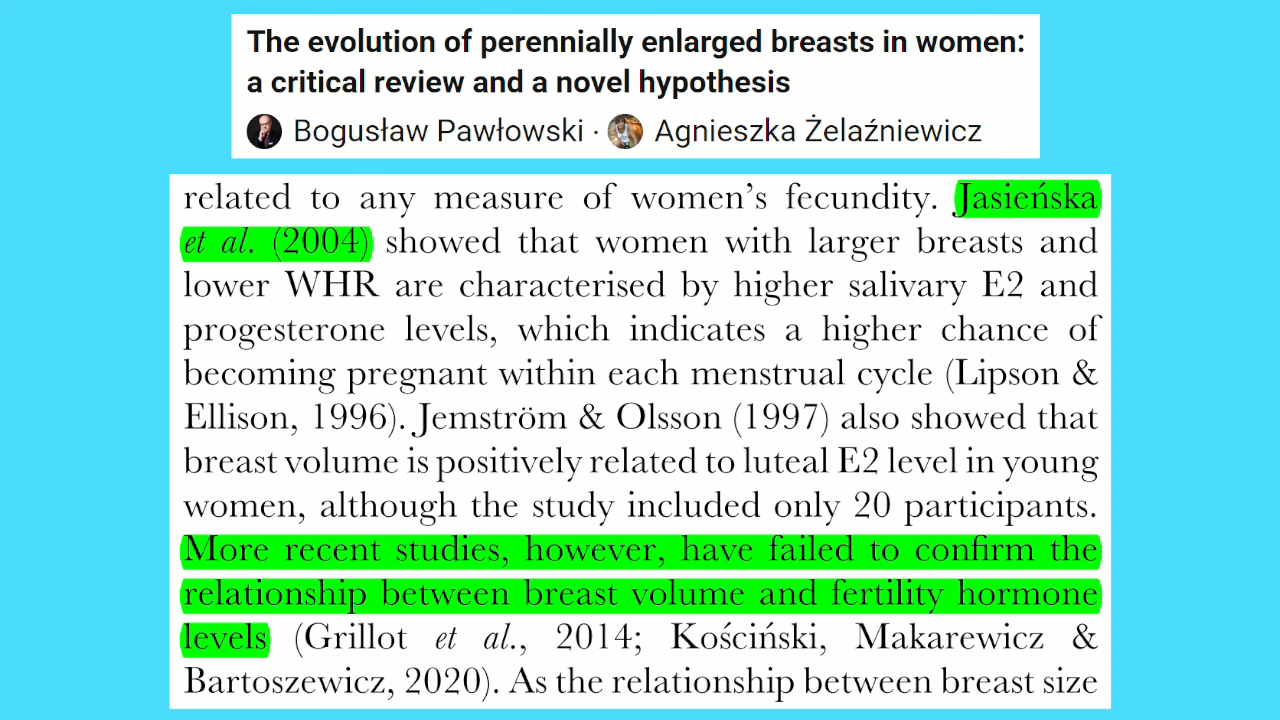 The evolution of perennially enlarged breasts in women:
a critical review and a novel hypothesis
Bogusław Pawłowski · Agnieszka Żelaźniewicz
related to any measure of women's fecundity. Jasieńska
et al. (2004) showed that women with larger breasts and
lower WHR are characterised by higher salivary E2 and
progesterone levels, which indicates a higher chance of
becoming pregnant within each menstrual cycle (Lipson &
Ellison, 1996). Jemström & Olsson (1997) also showed that
breast volume is positively related to luteal E2 level in young
women, although the study included only 20 participants.
More recent studies, however, have failed to confirm the
relationship between breast volume and fertility hormone
levels (Grillot et al., 2014; Kościński, Makarewicz &
Bartoszewicz, 2020). As the relationship between breast size